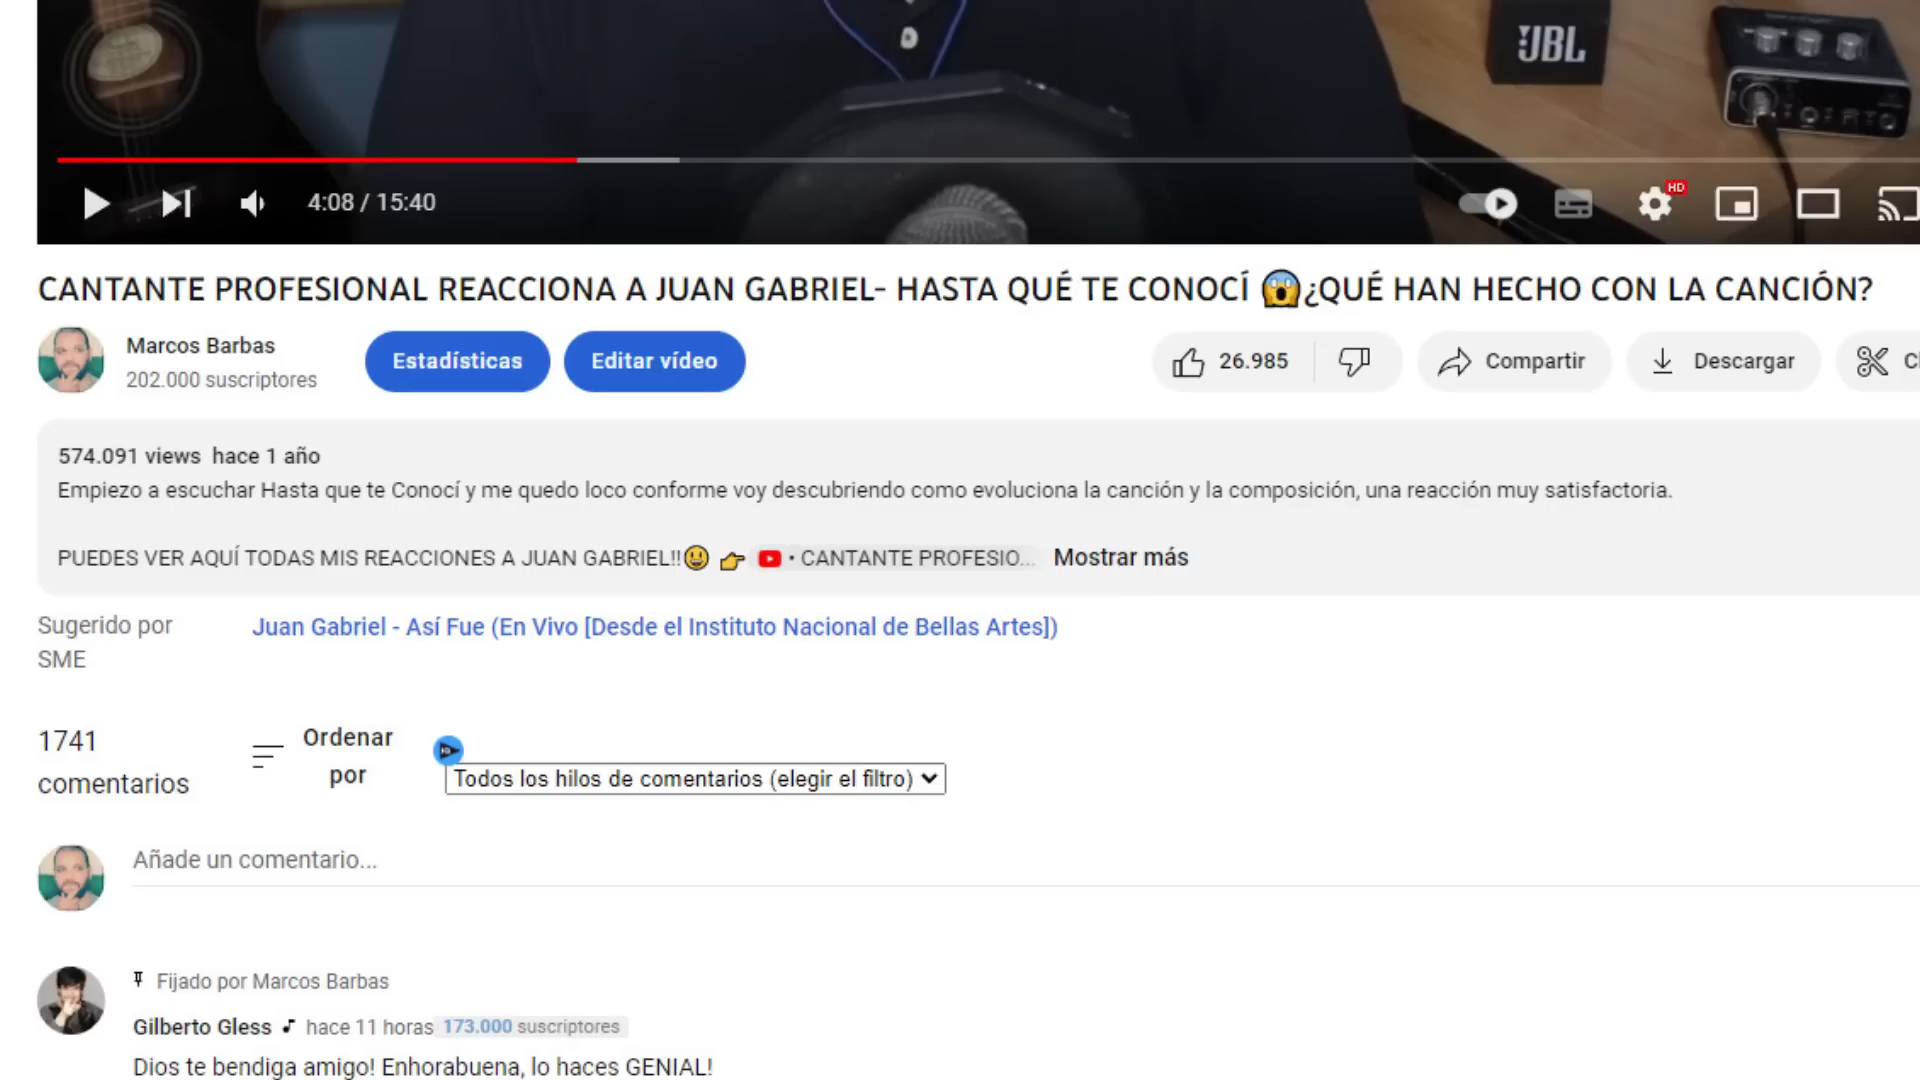 JBL
4:08 / 15:40
HD
CANTANTE PROFESIONAL REACCIONA A JUAN GABRIEL- HASTA QUÉ TE CONOCÍ 😱¿QUÉ HAN HECHO CON LA CANCIÓN?
Marcos Barbas
202.000 suscriptores
Estadísticas
Editar vídeo
26.985
Compartir
Descargar
574.091 views hace 1 año
Empiezo a escuchar Hasta que te Conocí y me quedo loco conforme voy descubriendo como evoluciona la canción y la composición, una reacción muy satisfactoria.
PUEDES VER AQUÍ TODAS MIS REACCIONES A JUAN GABRIEL!!😃 👉 • CANTANTE PROFESIO... Mostrar más
Sugerido por
SME
Juan Gabriel - Así Fue (En Vivo [Desde el Instituto Nacional de Bellas Artes])
1741
comentarios
Ordenar
por
Todos los hilos de comentarios (elegir el filtro)
Añade un comentario...
Fijado por Marcos Barbas
Gilberto Gless hace 11 horas 173.000 suscriptores
Dios te bendiga amigo! Enhorabuena, lo haces GENIAL!